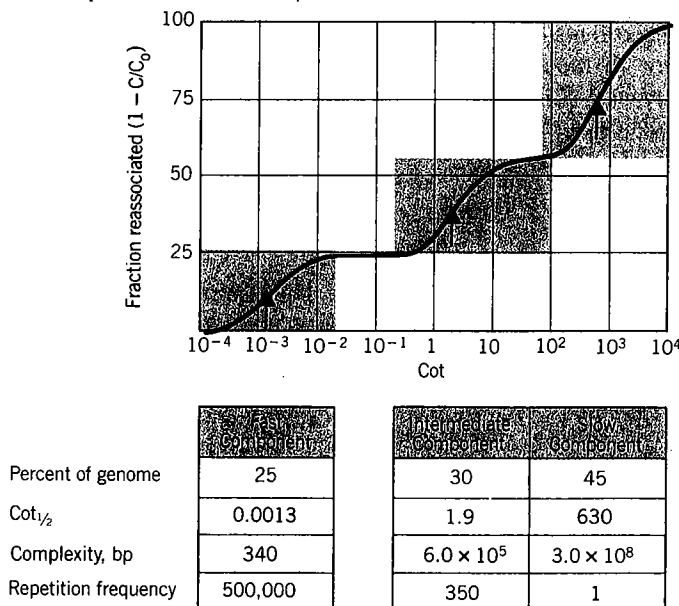 100
75
50
25
Fraction reassociated (1 – C/C₀)
10⁻⁴ 10⁻³ 10⁻² 10⁻¹ 1 10 10² 10³ 10⁴
Cot
Fast Component
Intermediate Component
Slow Component
Percent of genome 25 30 45
Cot₁/₂ 0.0013 1.9 630
Complexity, bp 340 6.0 × 10⁵ 3.0 × 10⁸
Repetition frequency 500,000 350 1